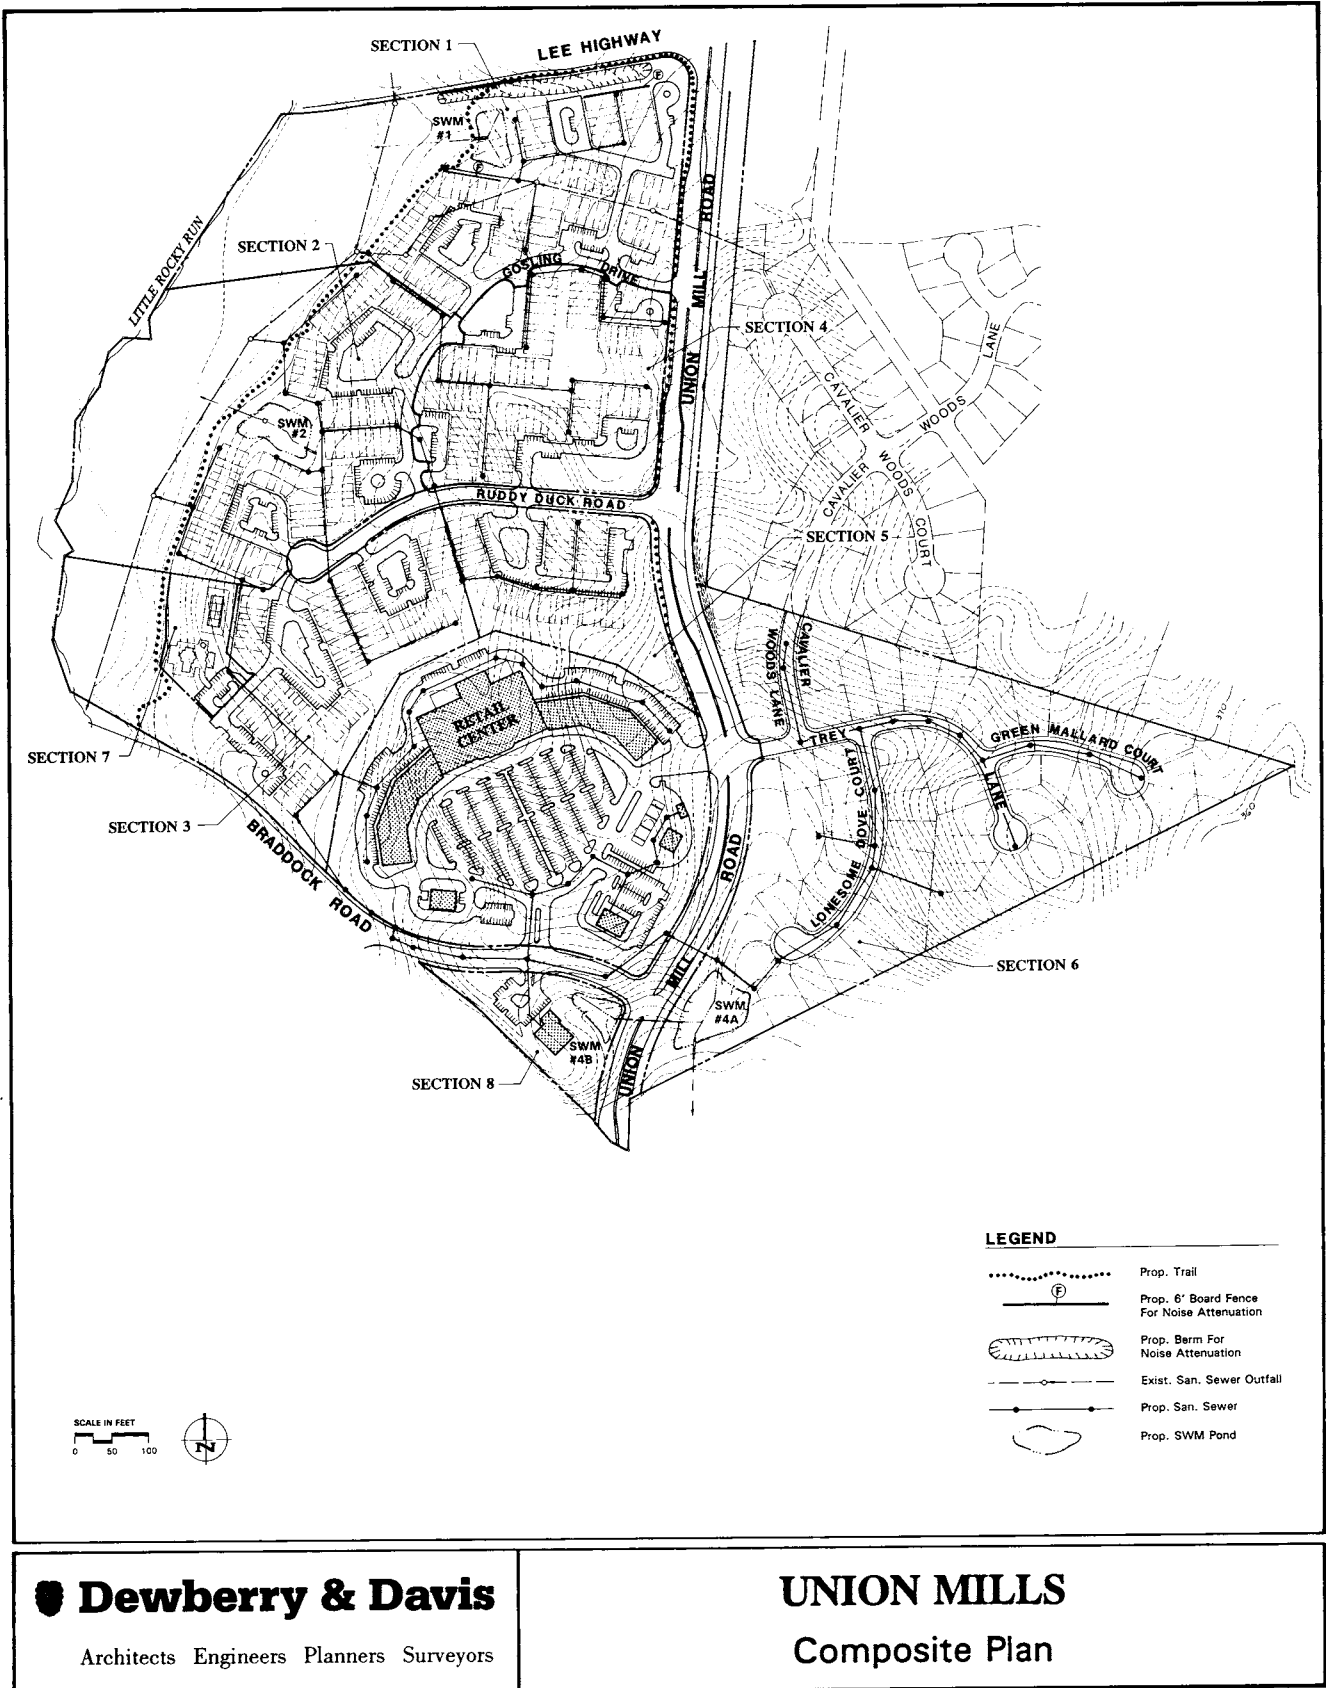 SECTION 1
LEE HIGHWAY
F
SWM
#1
F
UNION MILL ROAD
LITTLE ROCKY RUN
SECTION 2
GOSLING DRIVE
SECTION 4
LANE
WOODS
CAVALIER
SWM
#2
CAVALIER
WOODS
COURT
RUDDY DUCK ROAD
SECTION 5
CAVALIER
WOODS LANE
RETAIL
CENTER
370
TREY LANE
GREEN MALLARD COURT
SECTION 7
SECTION 3
BRADDOCK ROAD
360
LONESOME DOVE COURT
UNION MILL ROAD
SECTION 6
SWM
#4A
SWM
#4B
SECTION 8
LEGEND
Prop. Trail
F
Prop. 6' Board Fence
For Noise Attenuation
Prop. Berm For
Noise Attenuation
Exist. San. Sewer Outfall
Prop. San. Sewer
Prop. SWM Pond
SCALE IN FEET
0 50 100
N
Dewberry & Davis
Architects Engineers Planners Surveyors
UNION MILLS
Composite Plan